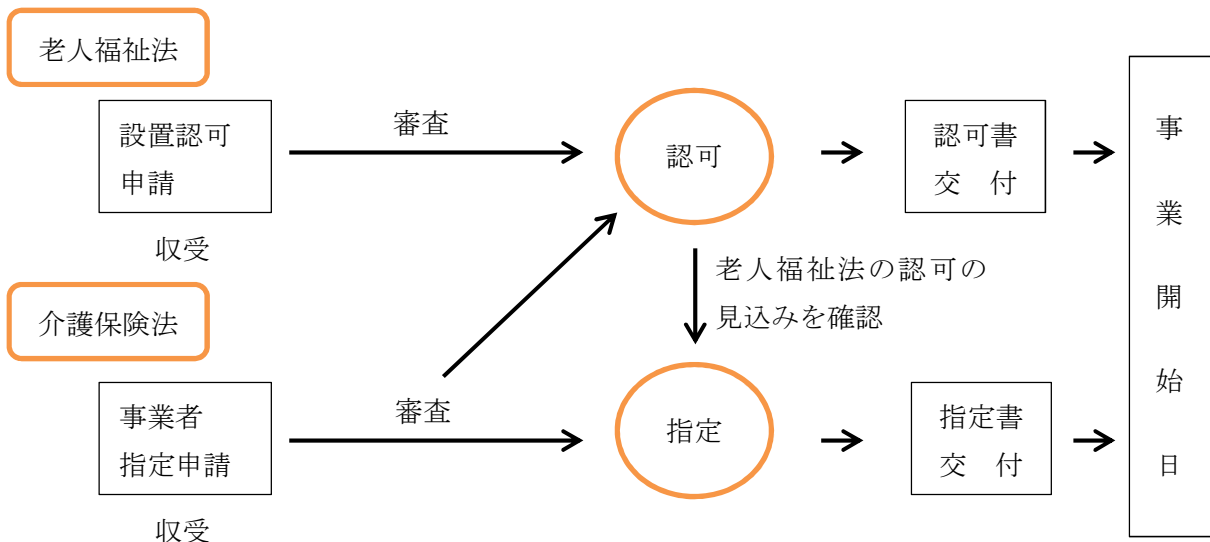 老人福祉法
設置認可
申請
収受
審査
認可
認可書
交　付
老人福祉法の認可の
見込みを確認
介護保険法
事業者
指定申請
収受
審査
指定
指定書
交　付
事業開始日